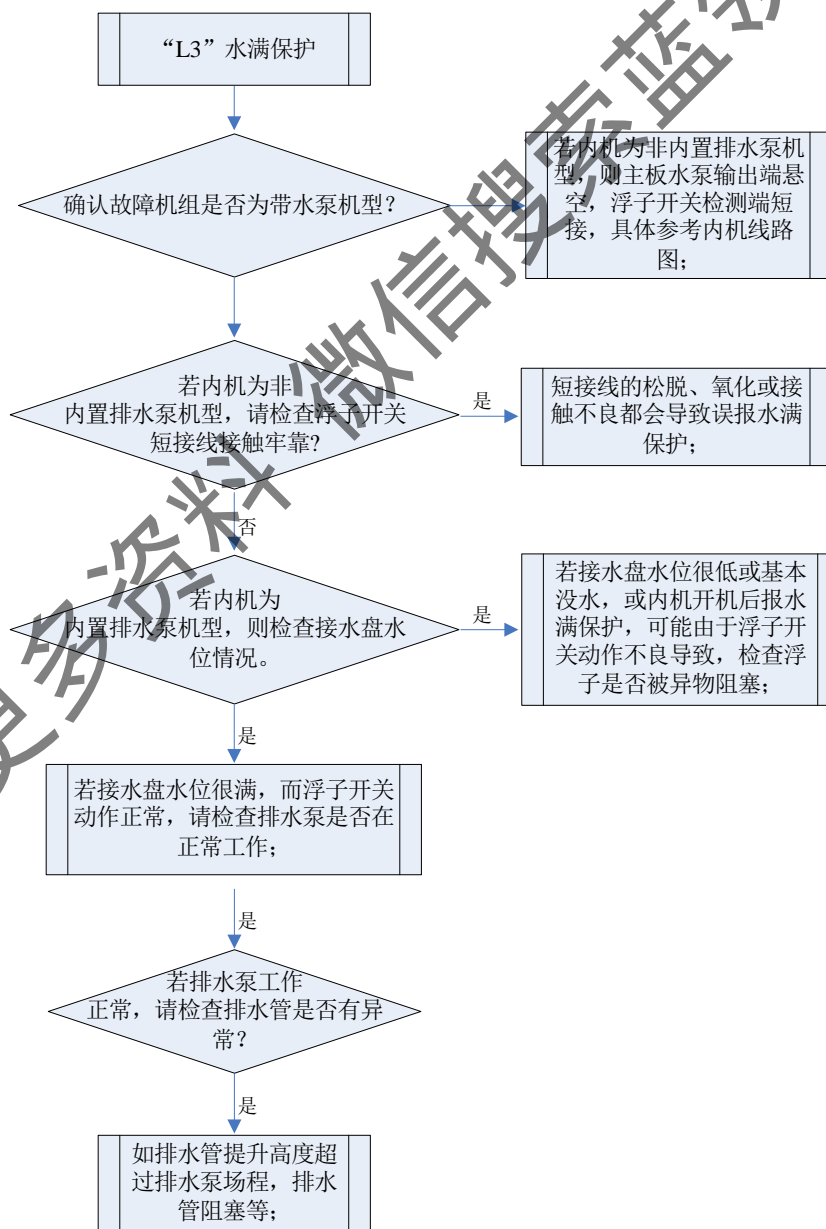 “L3”水满保护
确认故障机组是否为带水泵机型？
若内机为非内置排水泵机
型，则主板水泵输出端悬
空，浮子开关检测端短
接，具体参考内机线路
图；
若内机为非
内置排水泵机型，请检查浮子开关
短接线接触牢靠?
是
短接线的松脱、氧化或接
触不良都会导致误报水满
保护；
否
若内机为
内置排水泵机型，则检查接水盘水
位情况。
是
若接水盘水位很低或基本
没水，或内机开机后报水
满保护，可能由于浮子开
关动作不良导致，检查浮
子是否被异物阻塞；
是
若接水盘水位很满，而浮子开关
动作正常，请检查排水泵是否在
正常工作；
是
若排水泵工作
正常，请检查排水管是否有异
常？
是
如排水管提升高度超
过排水泵场程，排水
管阻塞等；
更多资料 微信搜索蓝领